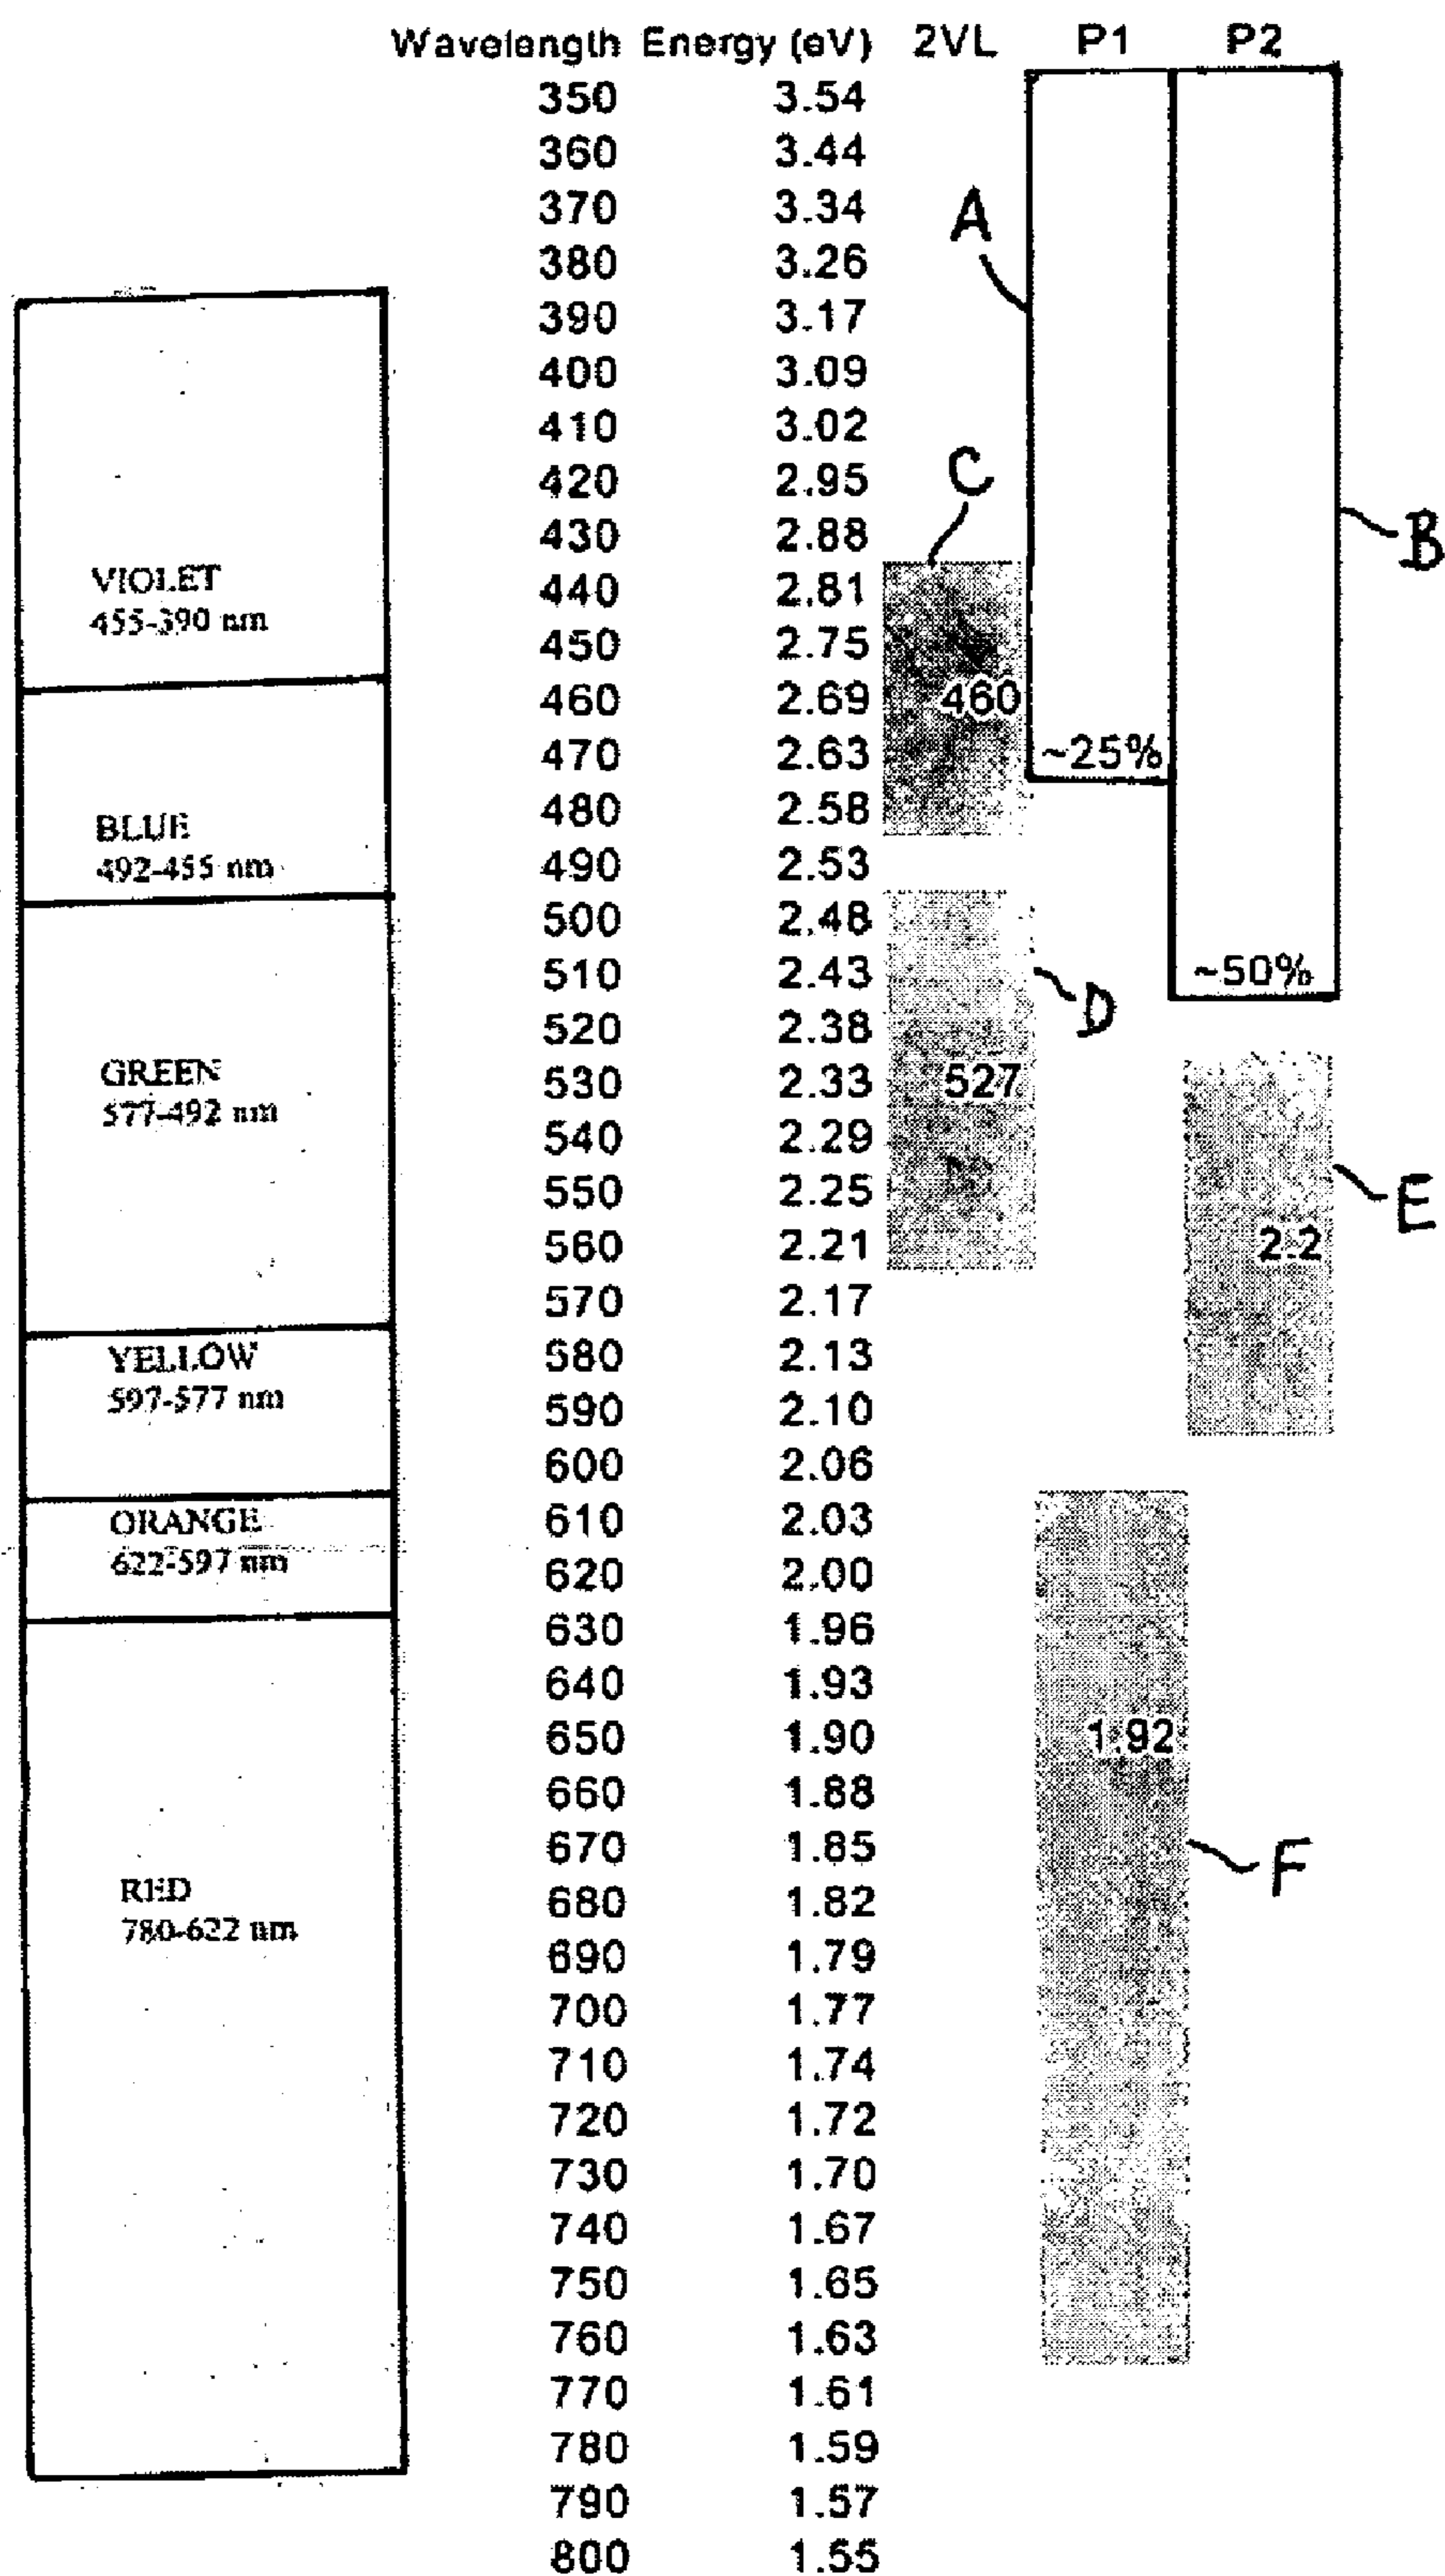 Wavelength Energy (eV) 2VL P1 P2
350 3.54
360 3.44
370 3.34
A
380 3.26
390 3.17
400 3.09
410 3.02
420 2.95
C
430 2.88
B
VIOLET
440 2.81
455-390 nm
450 2.75
460 2.69 460
470 2.63 ~25%
480 2.58
BLUE
492-455 nm
490 2.53
500 2.48
510 2.43 ~50%
D
520 2.38
GREEN
530 2.33 527
577-492 nm
540 2.29
550 2.25
E
560 2.21 2.2
570 2.17
YELLOW
580 2.13
597-577 nm
590 2.10
600 2.06
ORANGE
610 2.03
622-597 nm
620 2.00
630 1.96
640 1.93
650 1.90 1.92
660 1.88
670 1.85
F
RED
680 1.82
780-622 nm
690 1.79
700 1.77
710 1.74
720 1.72
730 1.70
740 1.67
750 1.65
760 1.63
770 1.61
780 1.59
790 1.57
800 1.55